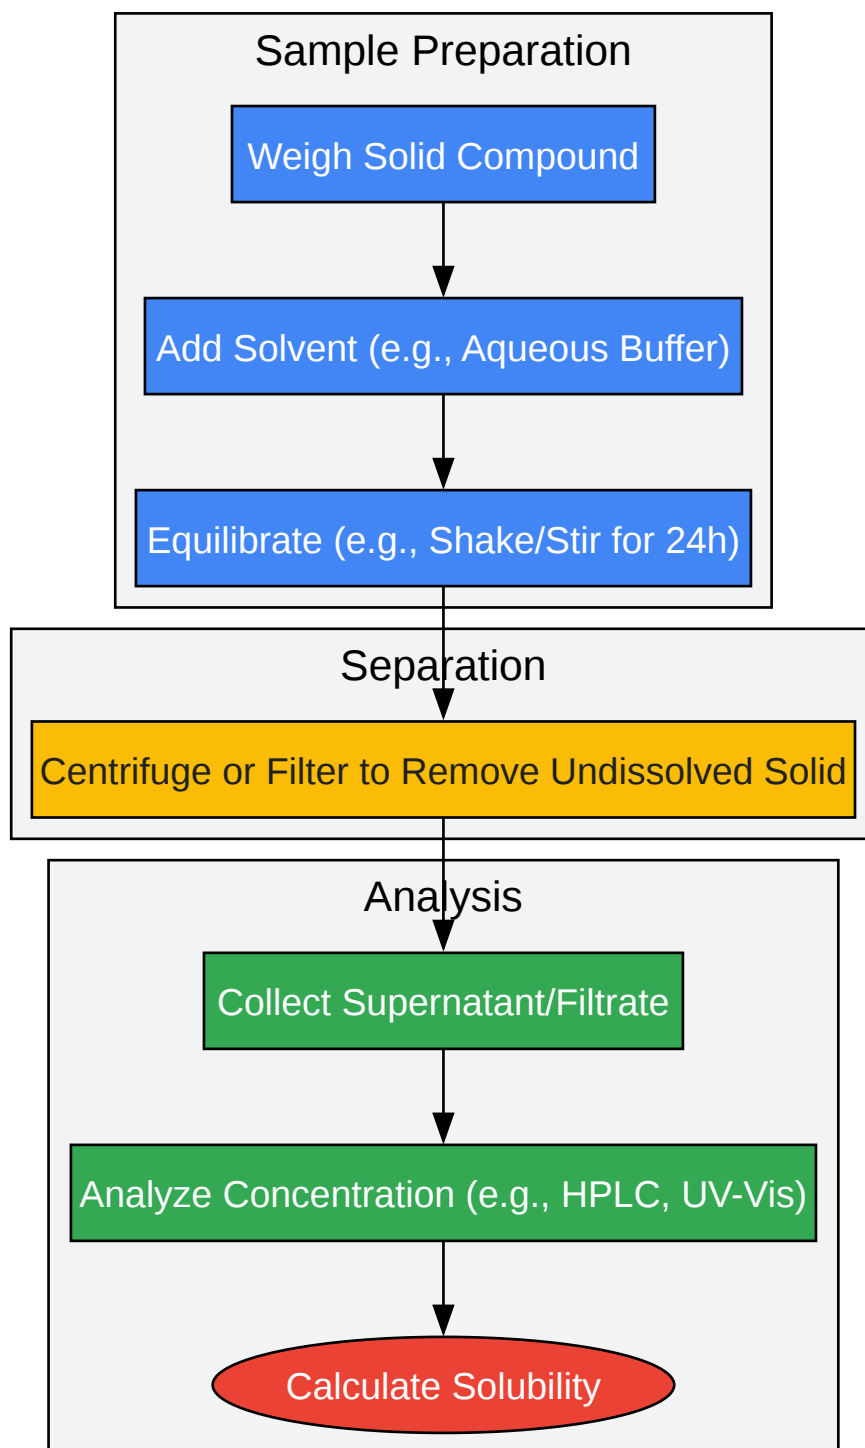 Sample Preparation
Weigh Solid Compound
Add Solvent (e.g., Aqueous Buffer)
Equilibrate (e.g., Shake/Stir for 24h)
Separation
Centrifuge or Filter to Remove Undissolved Solid
Analysis
Collect Supernatant/Filtrate
Analyze Concentration (e.g., HPLC, UV-Vis)
Calculate Solubility